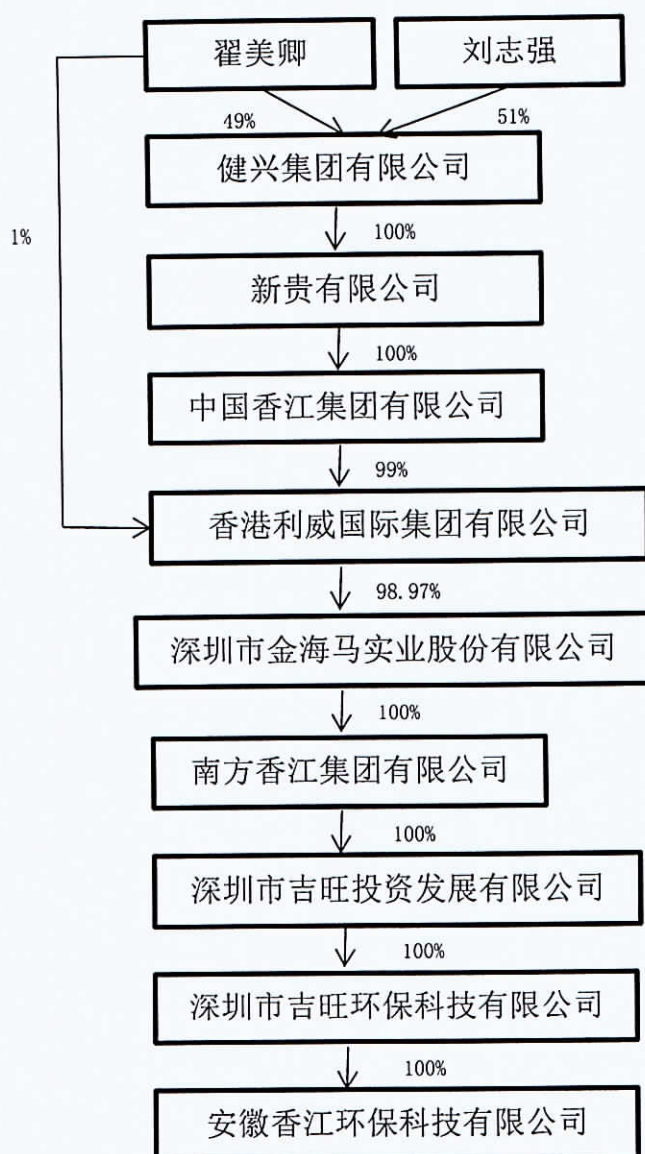 翟美卿
刘志强
49%
51%
健兴集团有限公司
1%
100%
新贵有限公司
100%
中国香江集团有限公司
99%
香港利威国际集团有限公司
98.97%
深圳市金海马实业股份有限公司
100%
南方香江集团有限公司
100%
深圳市吉旺投资发展有限公司
100%
深圳市吉旺环保科技有限公司
100%
安徽香江环保科技有限公司